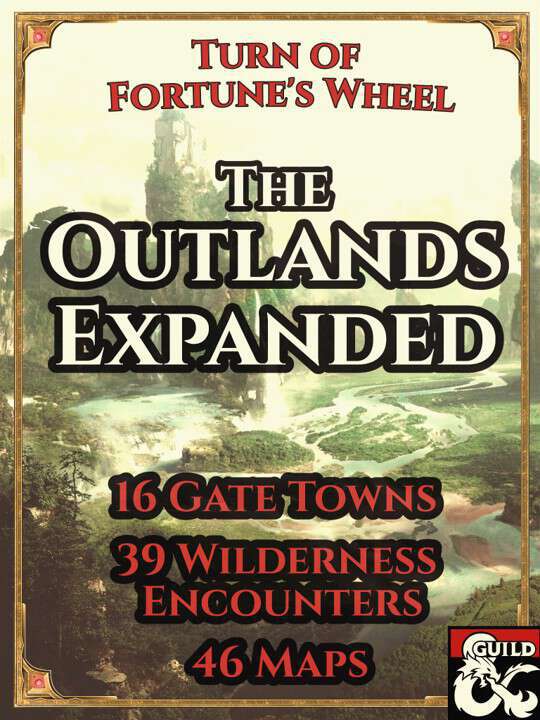 Turn of
Fortune's Wheel
The
Outlands
Expanded
16 Gate Towns
39 Wilderness
Encounters
46 Maps
GUILD